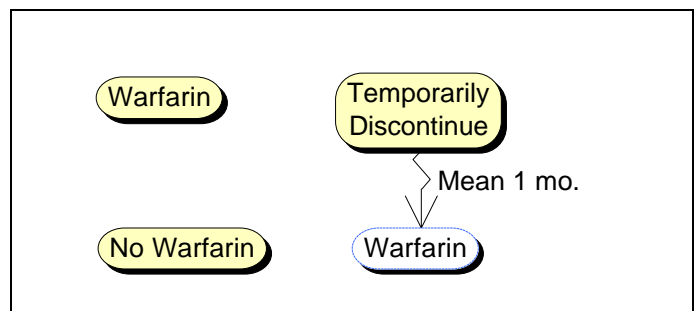 Warfarin
Temporarily
Discontinue
Mean 1 mo.
No Warfarin
Warfarin